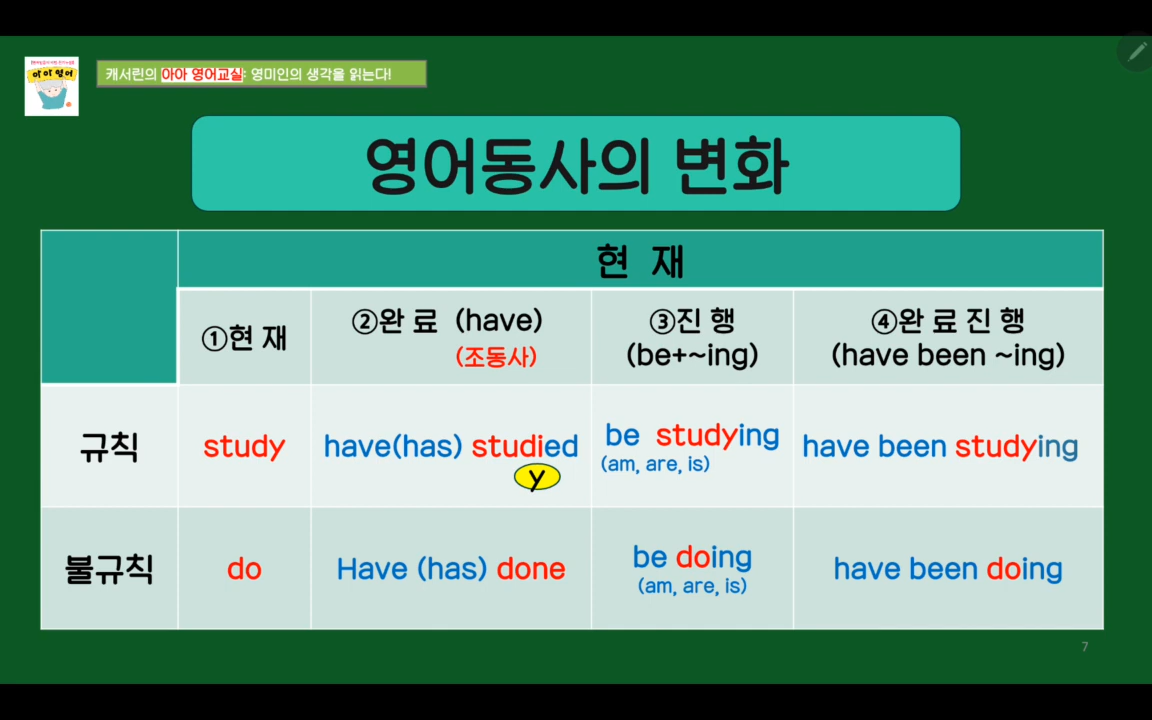 아아 영어
캐서린의 아아 영어교실: 영미인의 생각을 읽는다!
영어동사의 변화
현 재
①현 재
②완 료 (have)
(조동사)
③진 행
(be+~ing)
④완 료 진 행
(have been ~ing)
규칙
study
have(has) studied
y
be studying
(am, are, is)
have been studying
불규칙
do
Have (has) done
be doing
(am, are, is)
have been doing
7